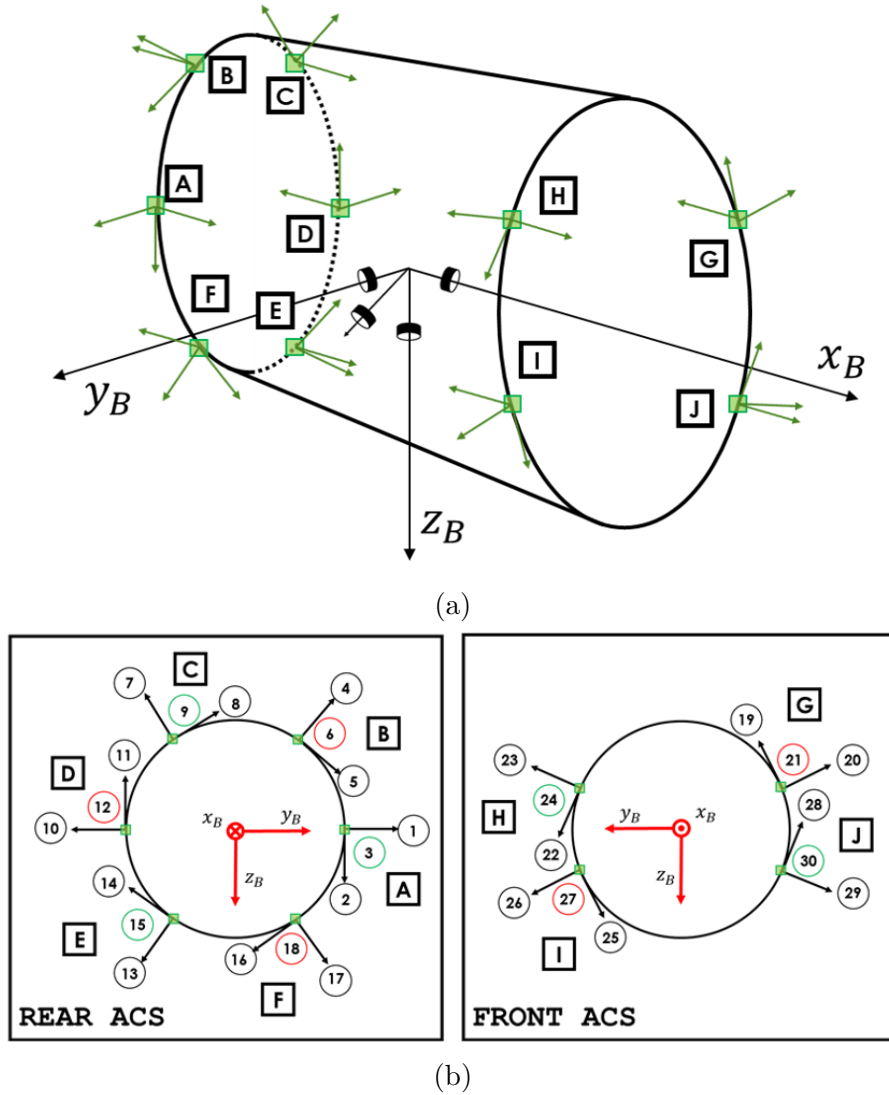 B
C
A
H
D
G
F
E
I
J
x_B
y_B
z_B
(a)
C
7
9
8
4
B
6
11
D
5
12
10
x_B
y_B
1
3
14
z_B
2
A
15
E
16
18
13
17
F
REAR ACS
G
19
23
21
20
24
28
y_B
x_B
H
J
22
30
z_B
26
27
29
25
I
FRONT ACS
(b)